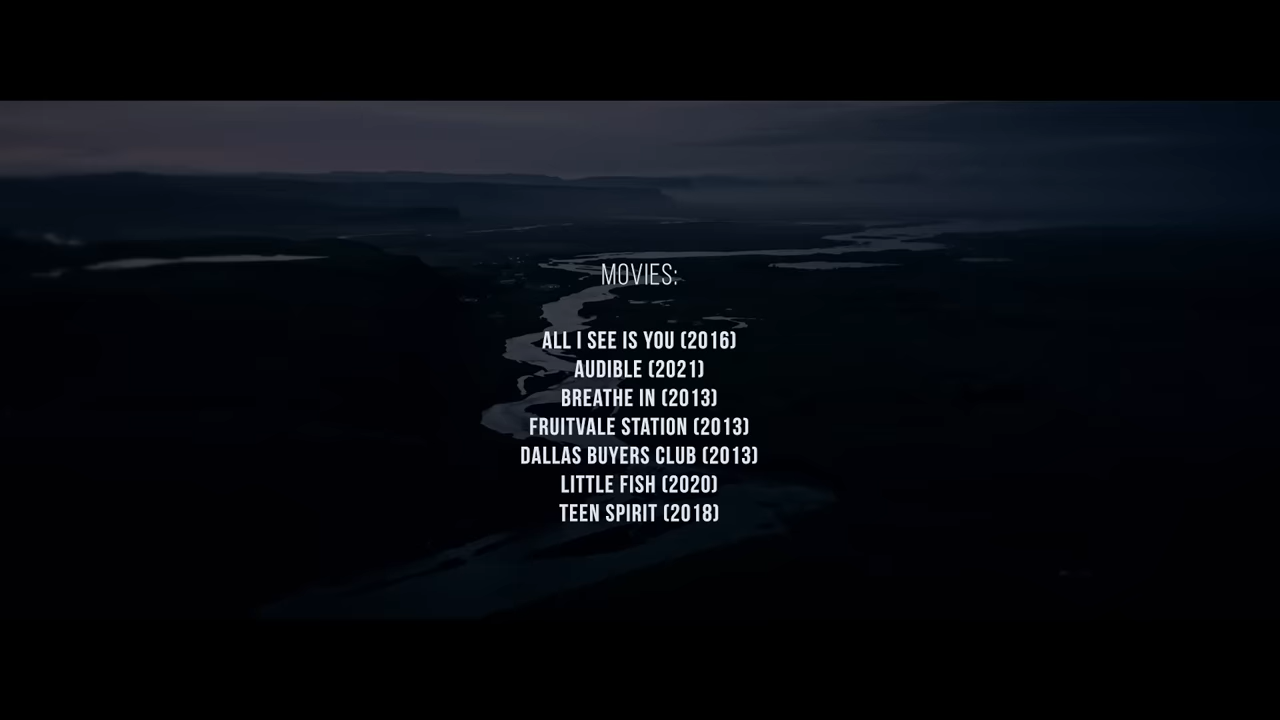 MOVIES:
ALL I SEE IS YOU (2016)
AUDIBLE (2021)
BREATHE IN (2013)
FRUITVALE STATION (2013)
DALLAS BUYERS CLUB (2013)
LITTLE FISH (2020)
TEEN SPIRIT (2018)